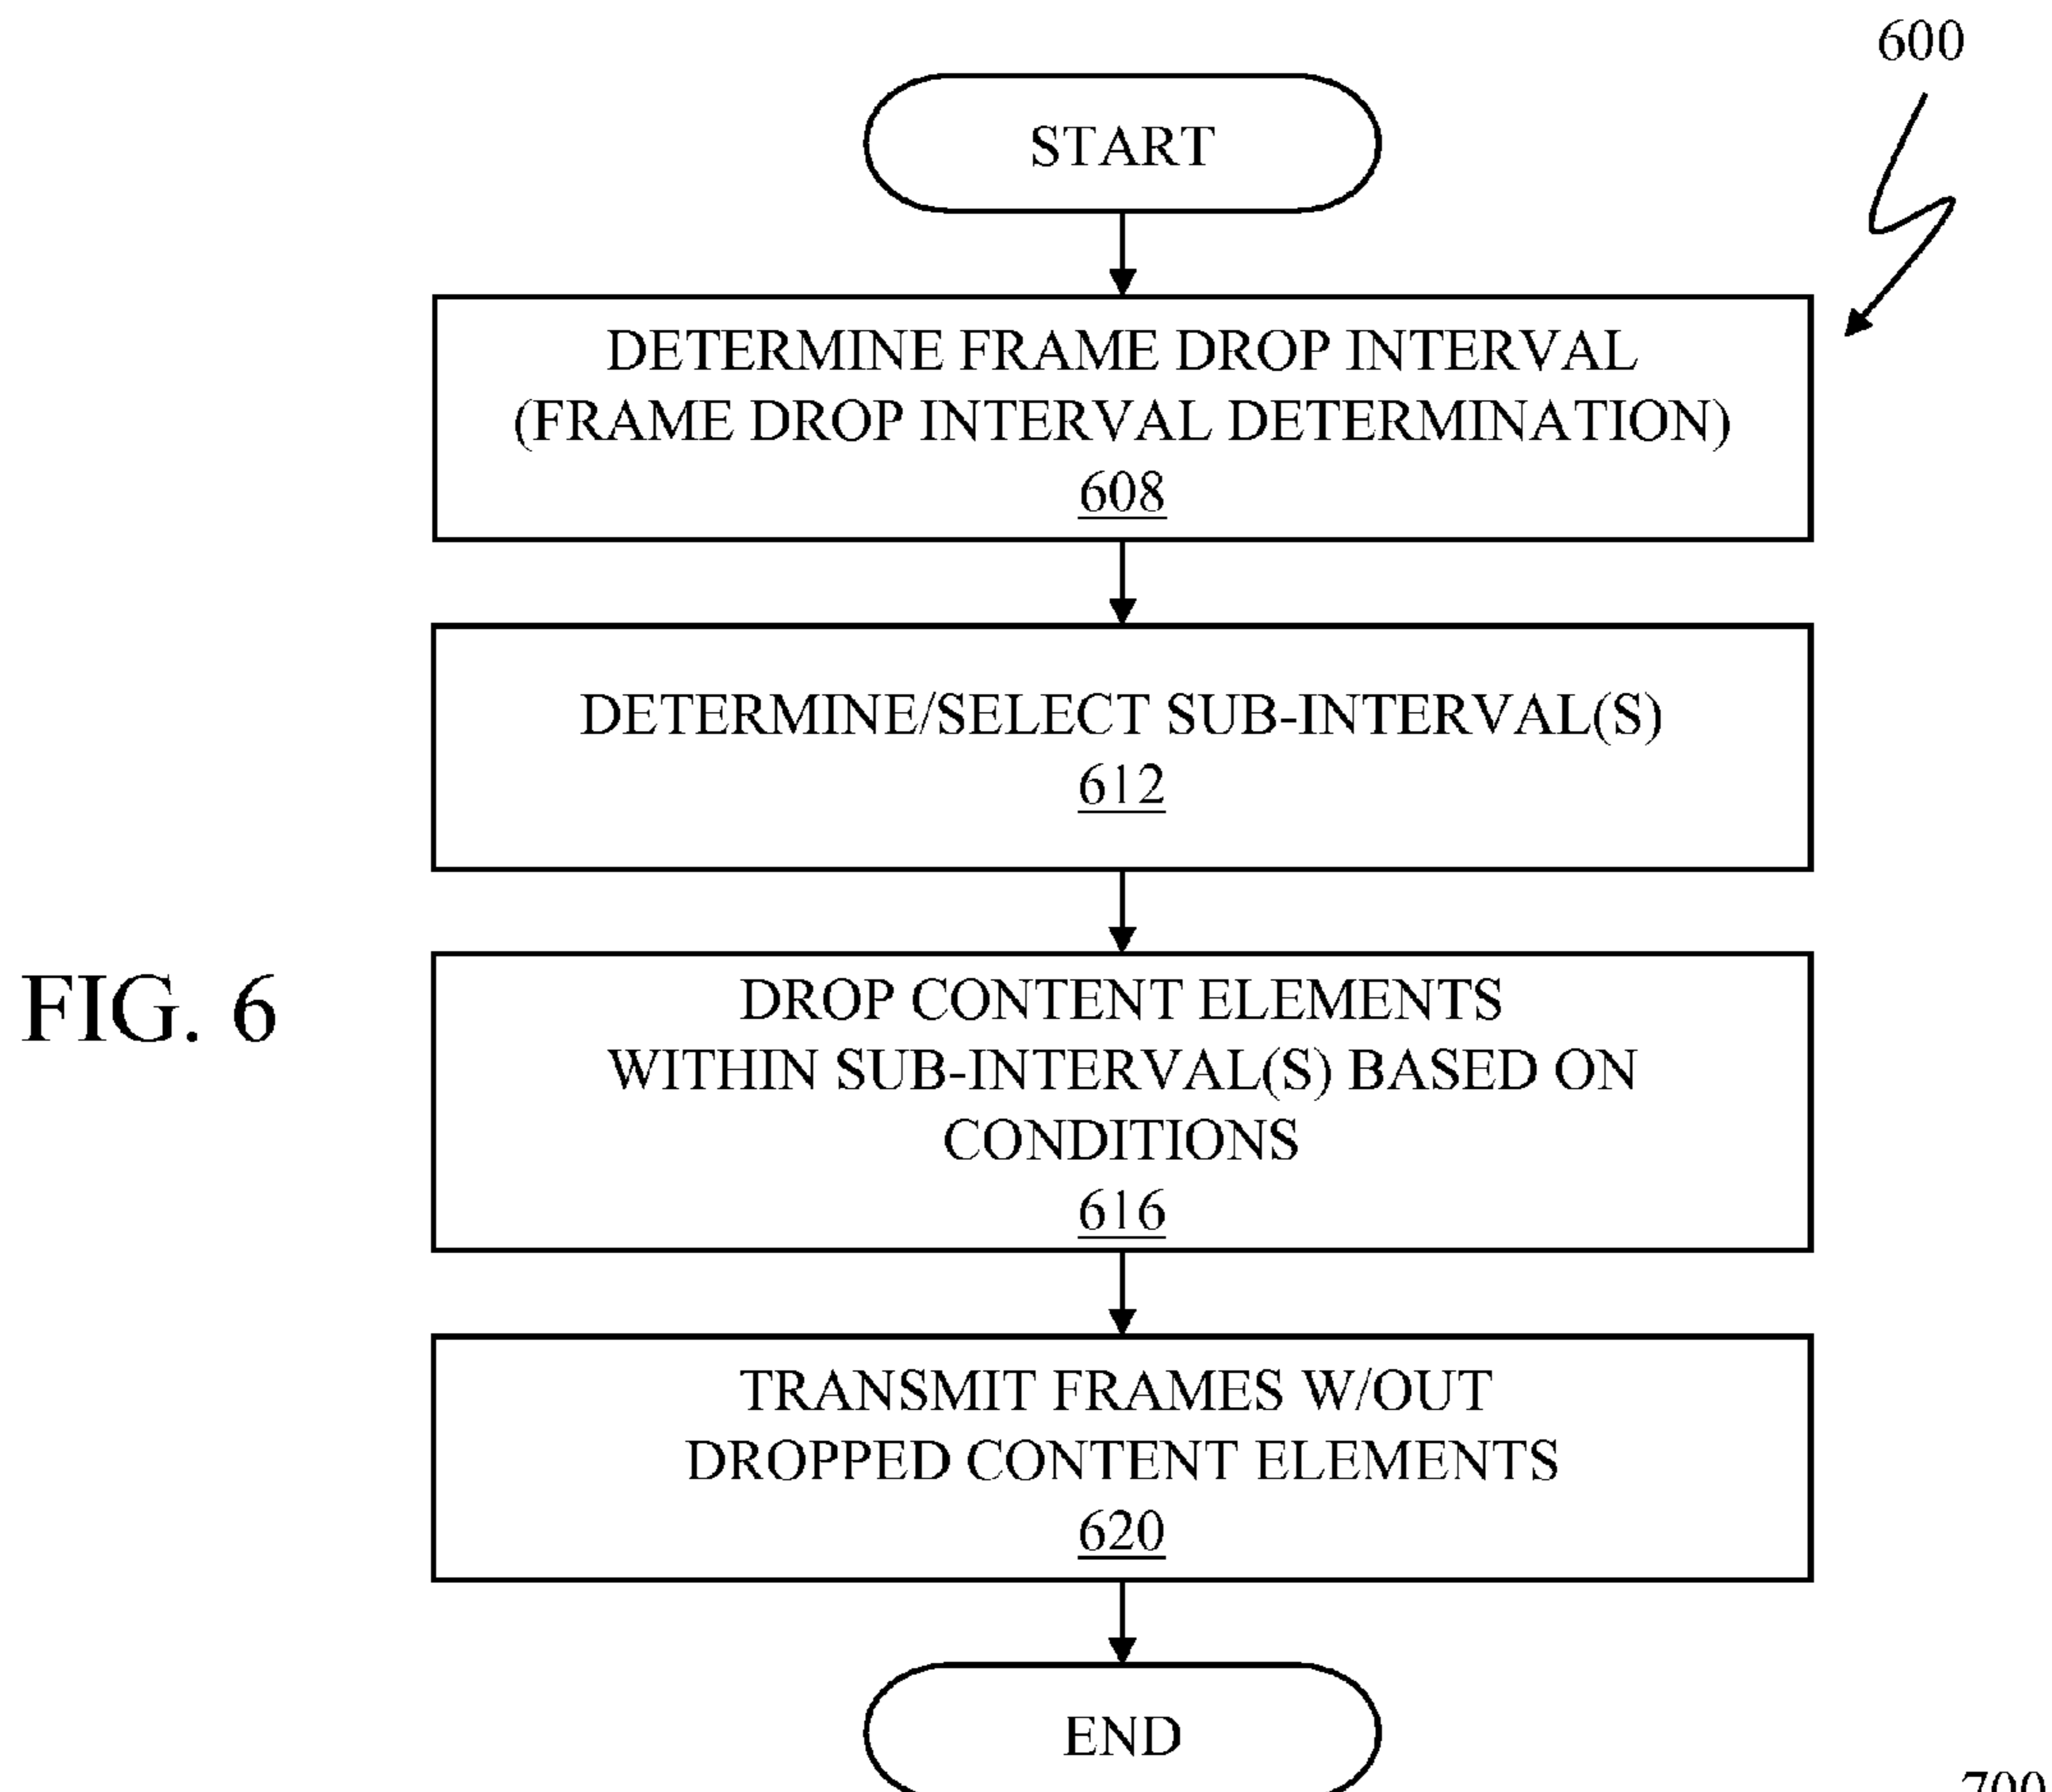 600
START
DETERMINE FRAME DROP INTERVAL
(FRAME DROP INTERVAL DETERMINATION)
608
DETERMINE/SELECT SUB-INTERVAL(S)
612
FIG. 6
DROP CONTENT ELEMENTS
WITHIN SUB-INTERVAL(S) BASED ON
CONDITIONS
616
TRANSMIT FRAMES W/OUT
DROPPED CONTENT ELEMENTS
620
END
700